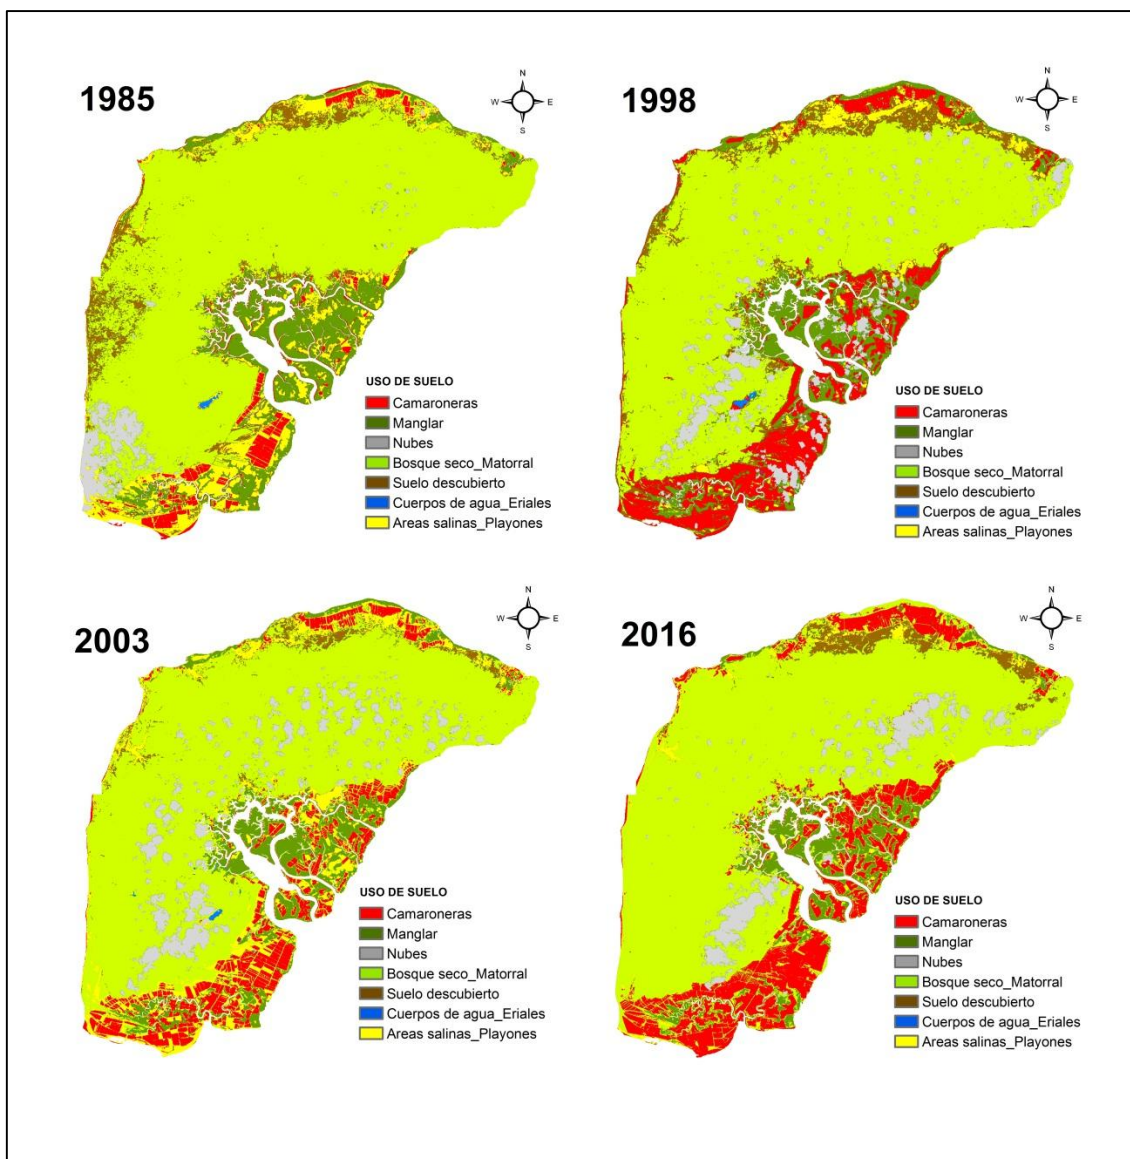 1985
N
W E
S
USO DE SUELO
Camaroneras
Manglar
Nubes
Bosque seco_Matorral
Suelo descubierto
Cuerpos de agua_Eriales
Areas salinas_Playones
1998
N
W E
S
USO DE SUELO
Camaroneras
Manglar
Nubes
Bosque seco_Matorral
Suelo descubierto
Cuerpos de agua_Eriales
Areas salinas_Playones
2003
N
W E
S
USO DE SUELO
Camaroneras
Manglar
Nubes
Bosque seco_Matorral
Suelo descubierto
Cuerpos de agua_Eriales
Areas salinas_Playones
2016
N
W E
S
USO DE SUELO
Camaroneras
Manglar
Nubes
Bosque seco_Matorral
Suelo descubierto
Cuerpos de agua_Eriales
Areas salinas_Playones